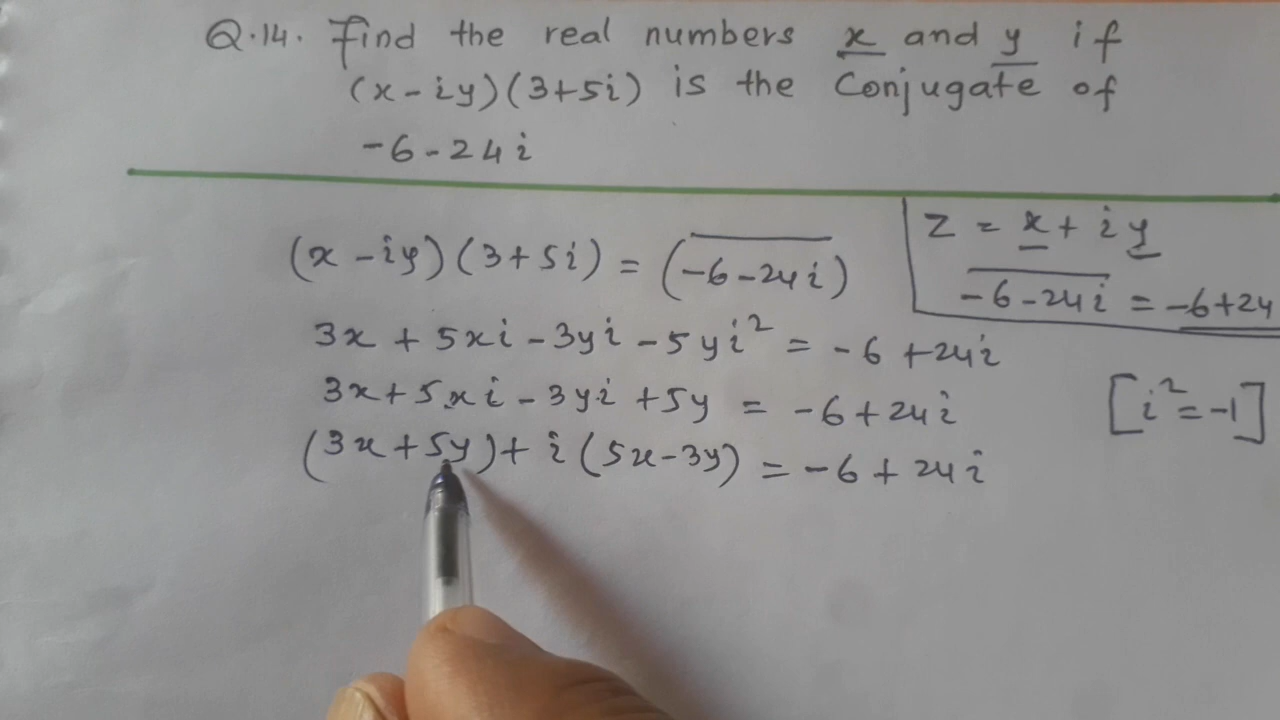 Q.14. Find the real numbers x and y if
(x-iy)(3+5i) is the Conjugate of
-6-24i
z = x + iy
(x-iy)(3+5i) = (\overline{-6-24i})
\overline{-6-24i} = -6+24
3x + 5xi - 3yi - 5yi² = -6 + 24i
3x + 5xi - 3yi + 5y = -6 + 24i
[i² = -1]
(3x+5y) + i(5x-3y) = -6 + 24i